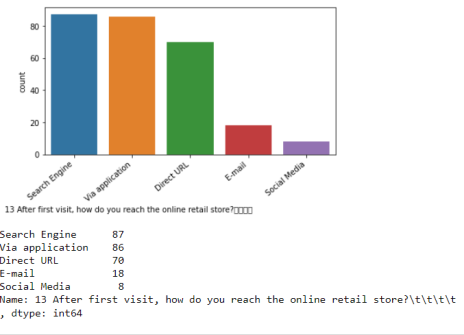 80
60
40
20
0
count
Search Engine
Via application
Direct URL
E-mail
Social Media
13 After first visit, how do you reach the online retail store?▯▯▯▯
Search Engine 87
Via application 86
Direct URL 70
E-mail 18
Social Media 8
Name: 13 After first visit, how do you reach the online retail store?\t\t\t\t
, dtype: int64